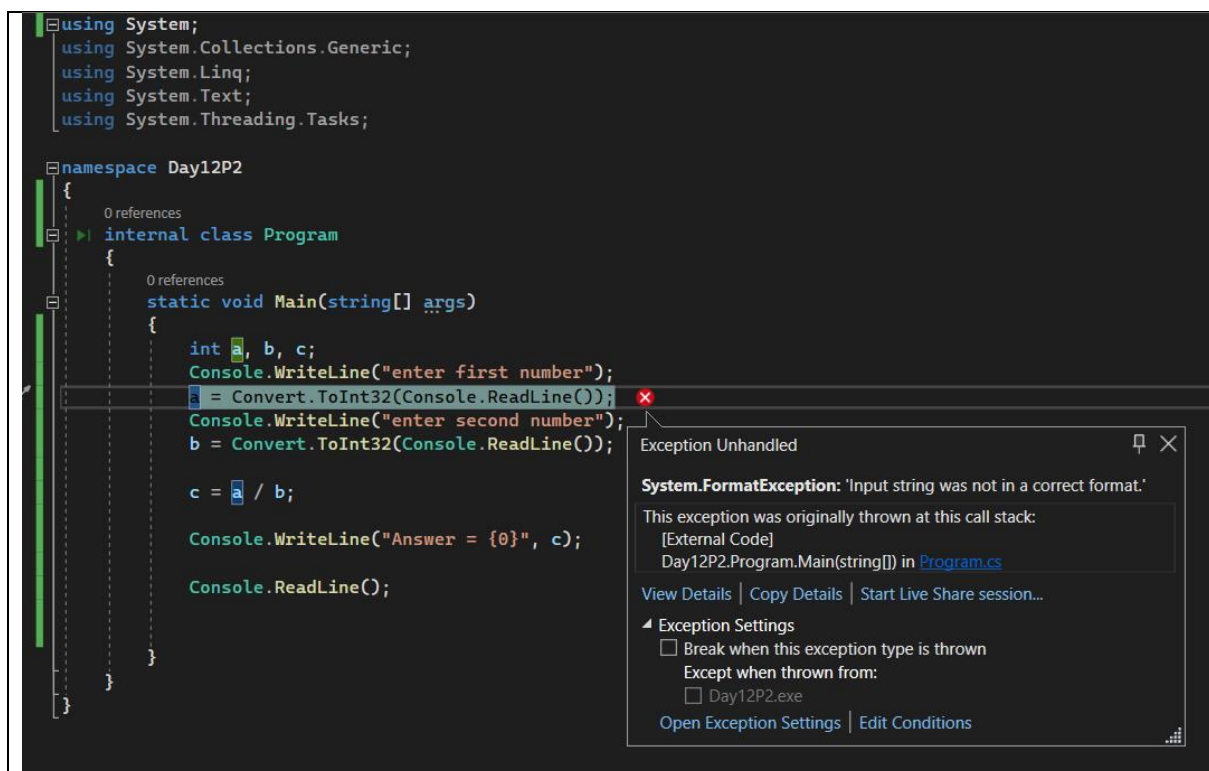 using System;
using System.Collections.Generic;
using System.Linq;
using System.Text;
using System.Threading.Tasks;
namespace Day12P2
{
0 references
internal class Program
{
0 references
static void Main(string[] args)
{
int a, b, c;
Console.WriteLine("enter first number");
a = Convert.ToInt32(Console.ReadLine());
Console.WriteLine("enter second number");
b = Convert.ToInt32(Console.ReadLine());
c = a / b;
Console.WriteLine("Answer = {0}", c);
Console.ReadLine();
}
}
}
Exception Unhandled
System.FormatException: 'Input string was not in a correct format.'
This exception was originally thrown at this call stack:
[External Code]
Day12P2.Program.Main(string[]) in Program.cs
View Details | Copy Details | Start Live Share session...
Exception Settings
Break when this exception type is thrown
Except when thrown from:
Day12P2.exe
Open Exception Settings | Edit Conditions